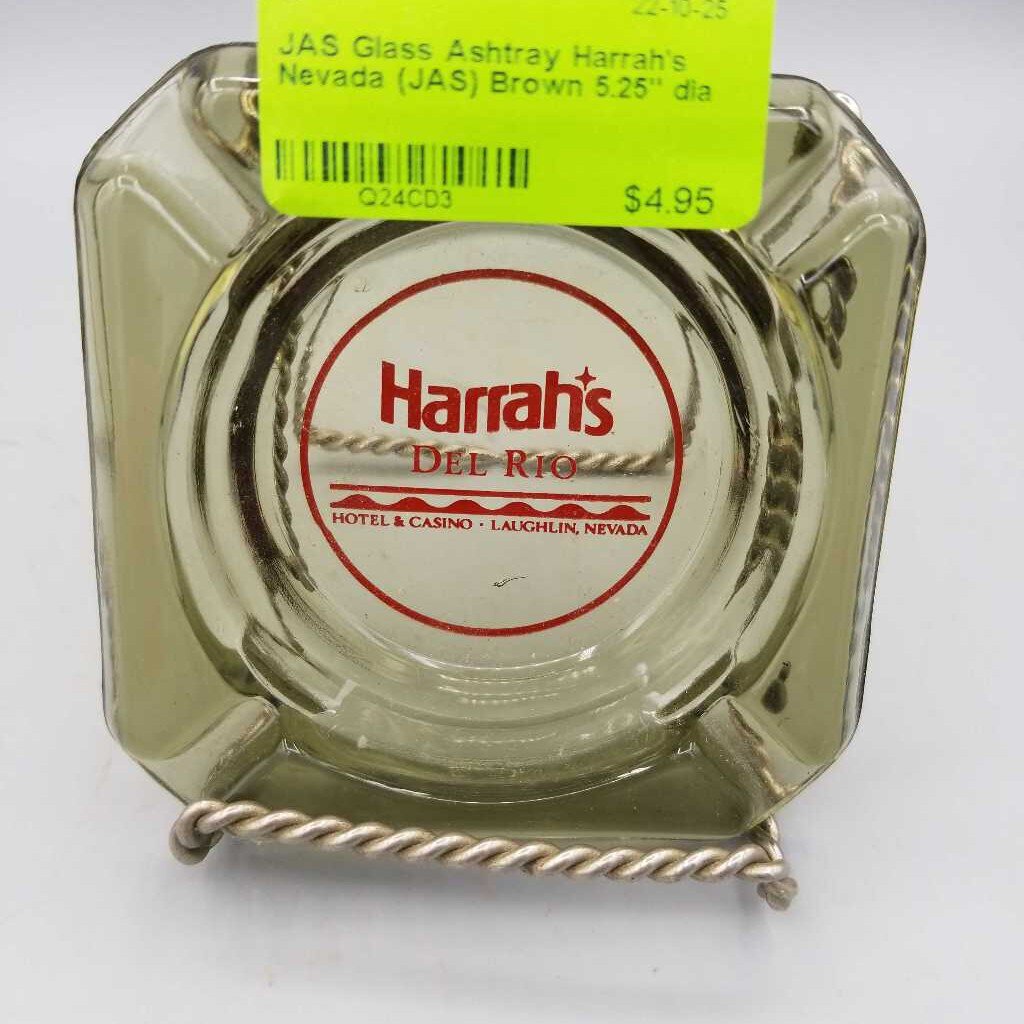 22-10-25
JAS Glass Ashtray Harrah's
Nevada (JAS) Brown 5.25" dia
Q24CD3
$4.95
Harrah's
DEL RIO
HOTEL & CASINO · LAUGHLIN, NEVADA